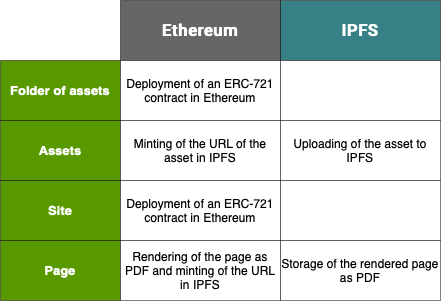 Ethereum IPFS
Folder of assets
Deployment of an ERC-721
contract in Ethereum
Assets
Minting of the URL of the
asset in IPFS
Uploading of the asset to
IPFS
Site
Deployment of an ERC-721
contract in Ethereum
Page
Rendering of the page as
PDF and minting of the URL
in IPFS
Storage of the rendered page
as PDF